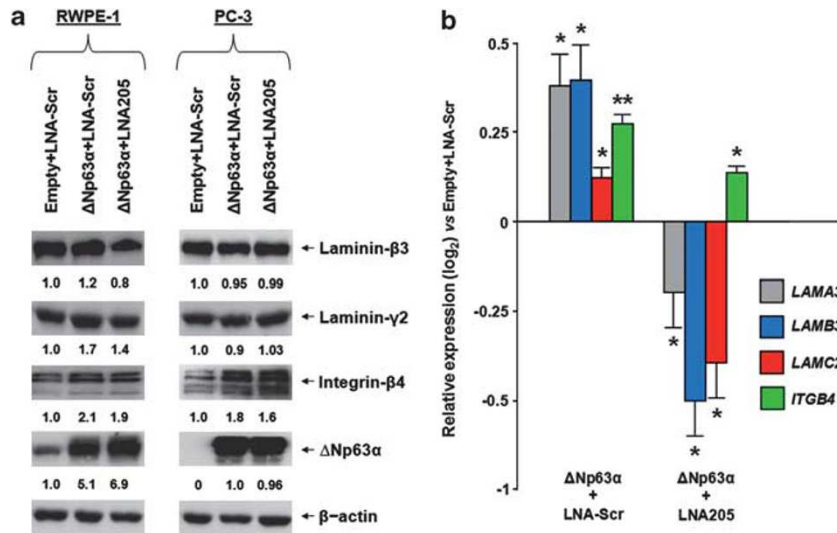 a
RWPE-1
PC-3
Empty+LNA-Scr
ΔNp63α+LNA-Scr
ΔNp63α+LNA205
Empty+LNA-Scr
ΔNp63α+LNA-Scr
ΔNp63α+LNA205
Laminin-β3
1.0 1.2 0.8 1.0 0.95 0.99
Laminin-γ2
1.0 1.7 1.4 1.0 0.9 1.03
Integrin-β4
1.0 2.1 1.9 1.0 1.8 1.6
ΔNp63α
1.0 5.1 6.9 0 1.0 0.96
β-actin
b
Relative expression (log₂) vs Empty+LNA-Scr
0.5
0.25
0
-0.25
-0.5
-1
* * * **
* * * *
LAMA3
LAMB3
LAMC2
ITGB4
ΔNp63α
+
LNA-Scr
ΔNp63α
+
LNA205